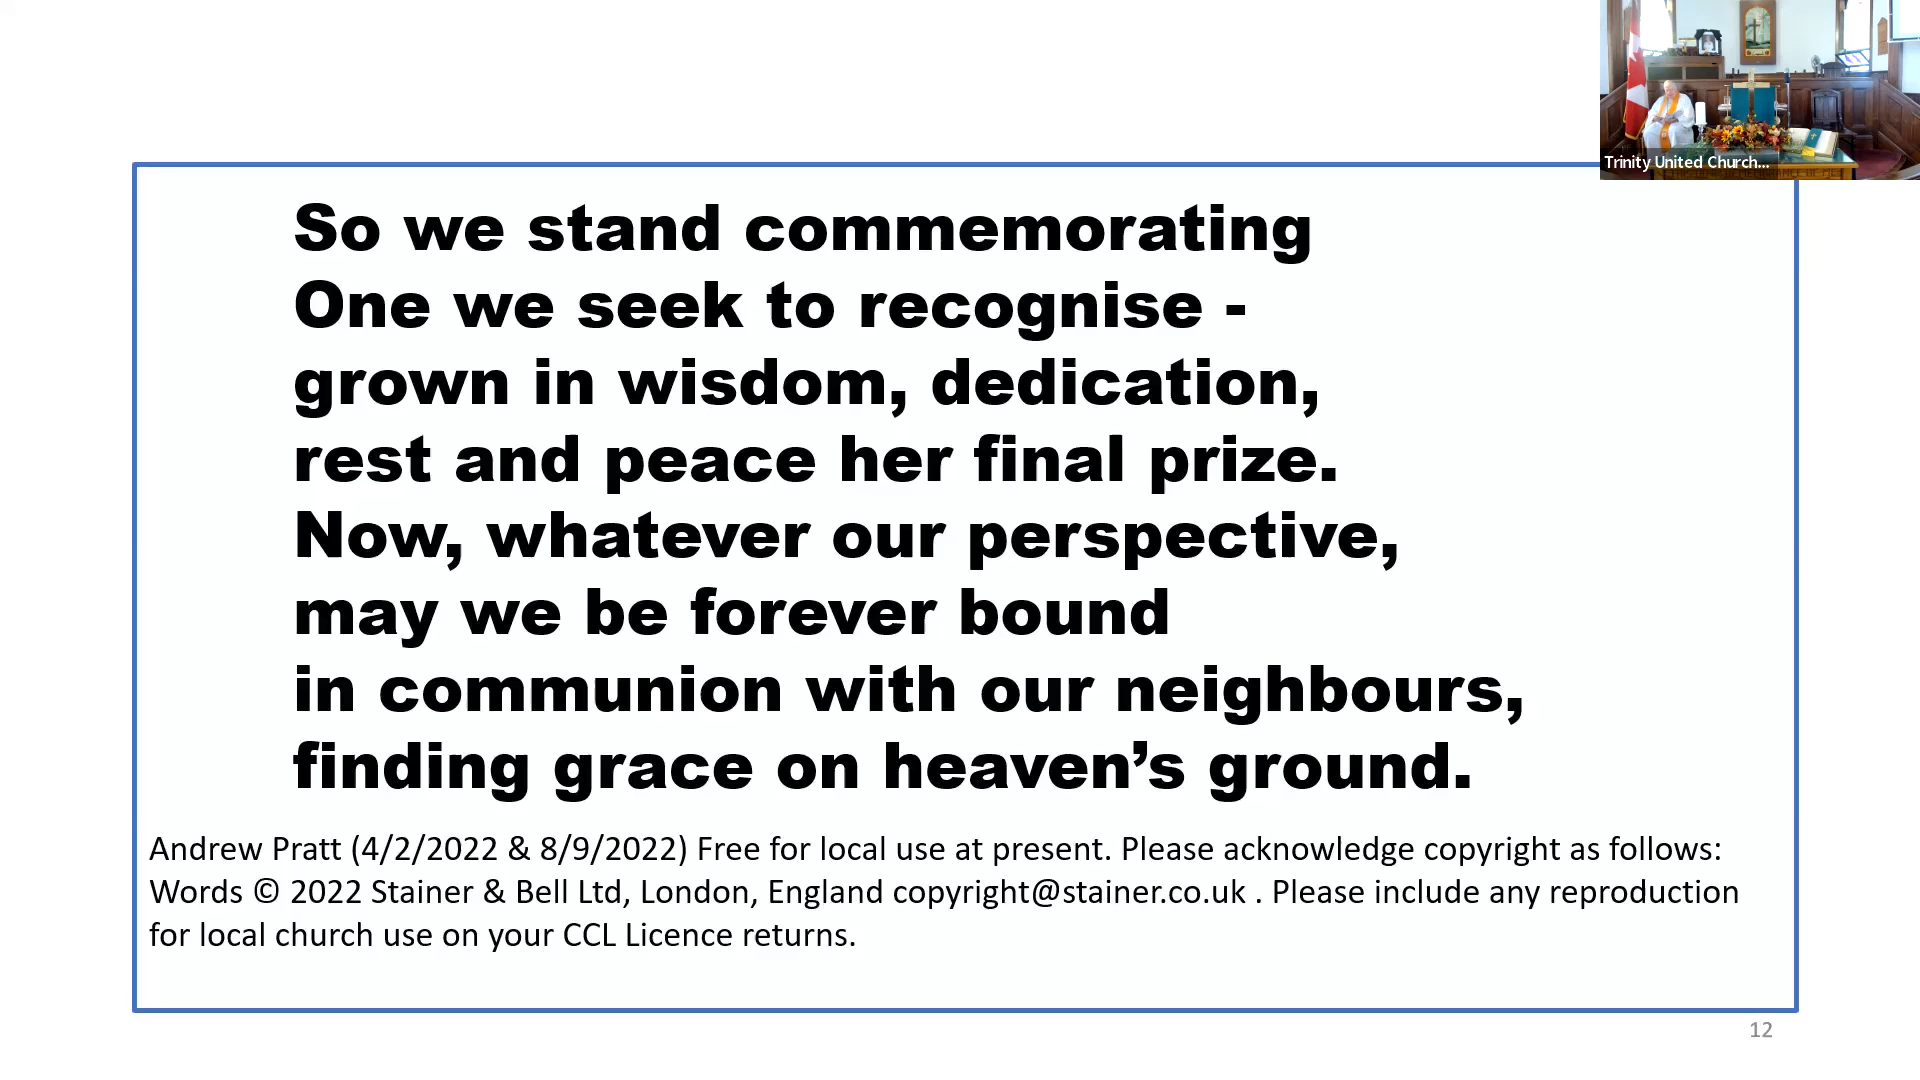 Trinity United Church...
So we stand commemorating
One we seek to recognise -
grown in wisdom, dedication,
rest and peace her final prize.
Now, whatever our perspective,
may we be forever bound
in communion with our neighbours,
finding grace on heaven’s ground.
Andrew Pratt (4/2/2022 & 8/9/2022) Free for local use at present. Please acknowledge copyright as follows:
Words © 2022 Stainer & Bell Ltd, London, England copyright@stainer.co.uk . Please include any reproduction
for local church use on your CCL Licence returns.
12